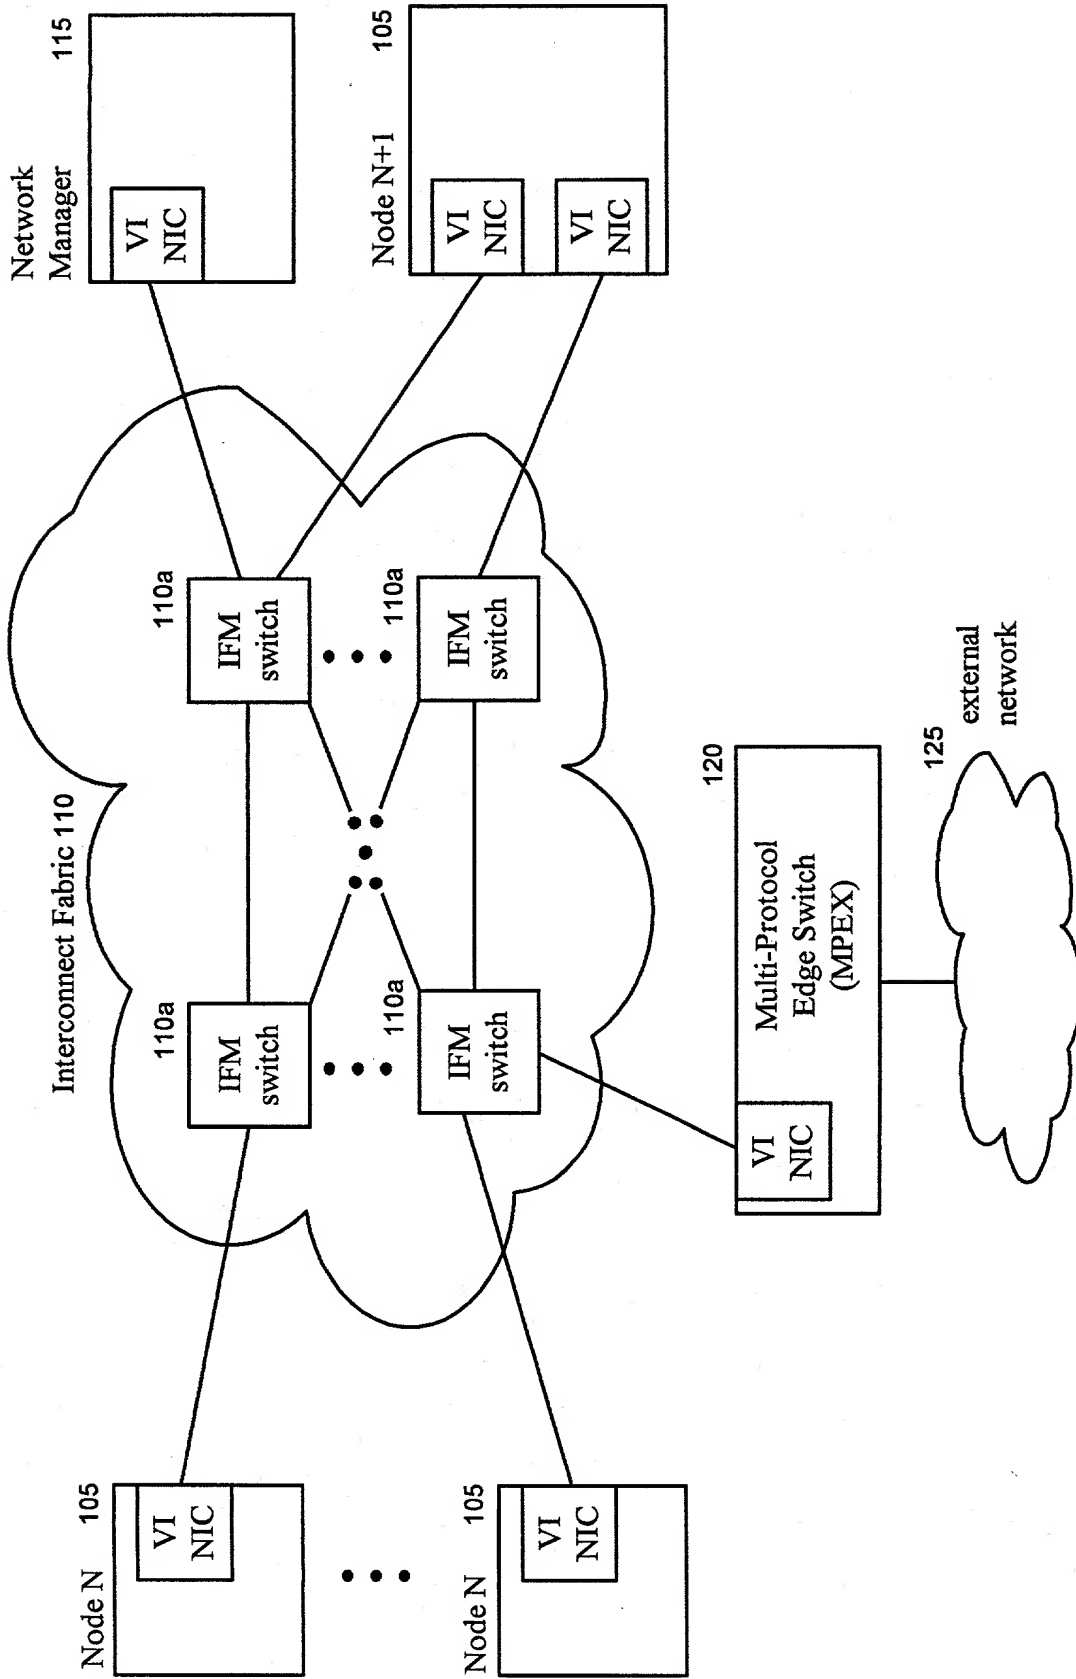 Node N 105
VI
NIC
Node N 105
VI
NIC
Interconnect Fabric 110
110a
IFM
switch
110a
IFM
switch
110a
IFM
switch
110a
IFM
switch
Network
Manager 115
VI
NIC
Node N+1 105
VI
NIC
VI
NIC
120
Multi-Protocol
Edge Switch
(MPEX)
VI
NIC
125
external
network